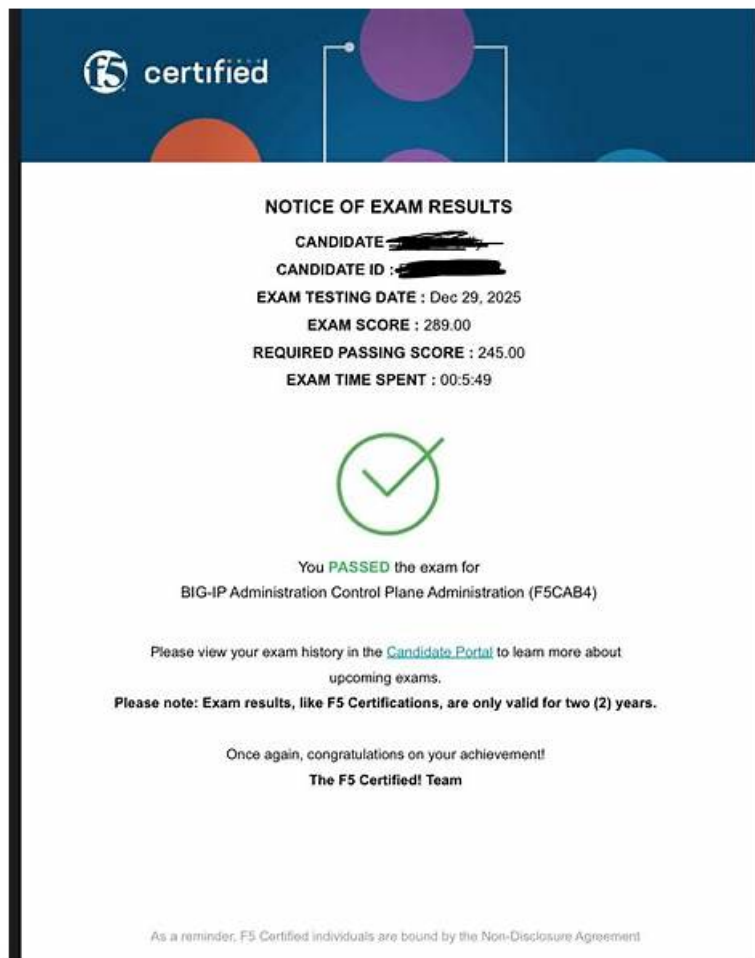 f5 certified
NOTICE OF EXAM RESULTS
CANDIDATE
CANDIDATE ID :
EXAM TESTING DATE : Dec 29, 2025
EXAM SCORE : 289.00
REQUIRED PASSING SCORE : 245.00
EXAM TIME SPENT : 00:5:49
You PASSED the exam for
BIG-IP Administration Control Plane Administration (F5CAB4)
Please view your exam history in the Candidate Portal to learn more about
upcoming exams.
Please note: Exam results, like F5 Certifications, are only valid for two (2) years.
Once again, congratulations on your achievement!
The F5 Certified! Team
As a reminder, F5 Certified individuals are bound by the Non-Disclosure Agreement